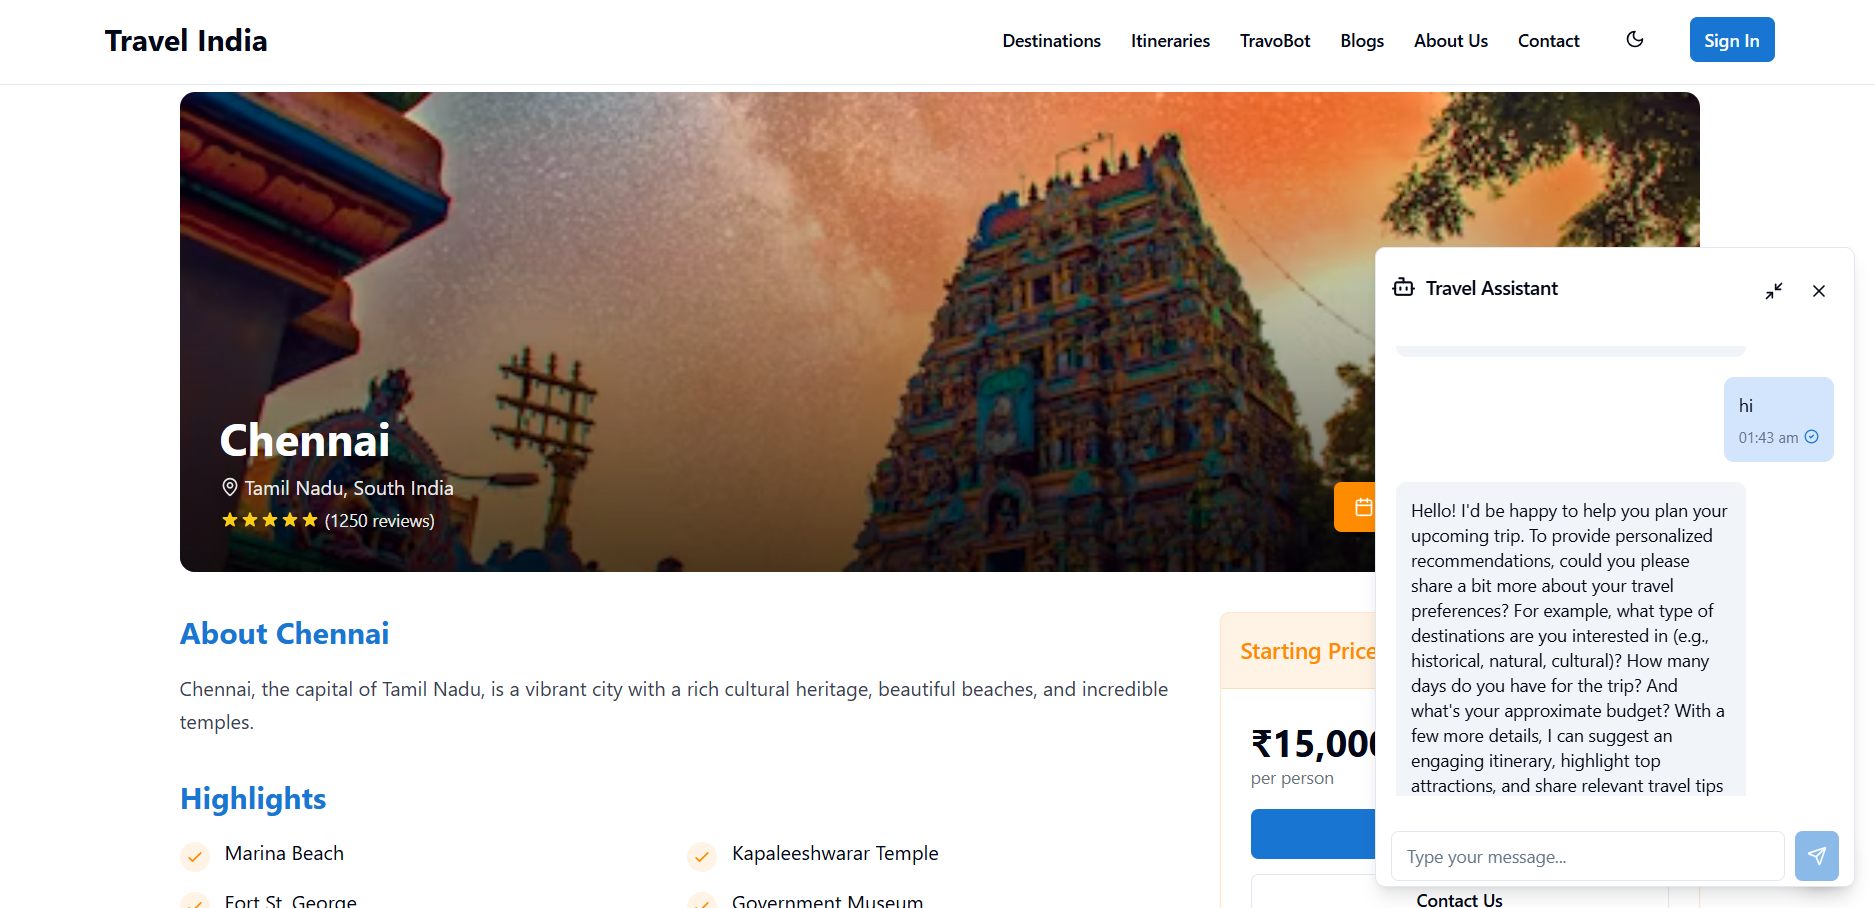 Travel India
Destinations
Itineraries
TravoBot
Blogs
About Us
Contact
Sign In
Chennai
Tamil Nadu, South India
(1250 reviews)
About Chennai
Chennai, the capital of Tamil Nadu, is a vibrant city with a rich cultural heritage, beautiful beaches, and incredible
temples.
Highlights
Marina Beach
Kapaleeshwarar Temple
Fort St. George
Government Museum
Starting Price
₹15,000
per person
Contact Us
Travel Assistant
hi
01:43 am
Hello! I'd be happy to help you plan your
upcoming trip. To provide personalized
recommendations, could you please
share a bit more about your travel
preferences? For example, what type of
destinations are you interested in (e.g.,
historical, natural, cultural)? How many
days do you have for the trip? And
what's your approximate budget? With a
few more details, I can suggest an
engaging itinerary, highlight top
attractions, and share relevant travel tips
Type your message...